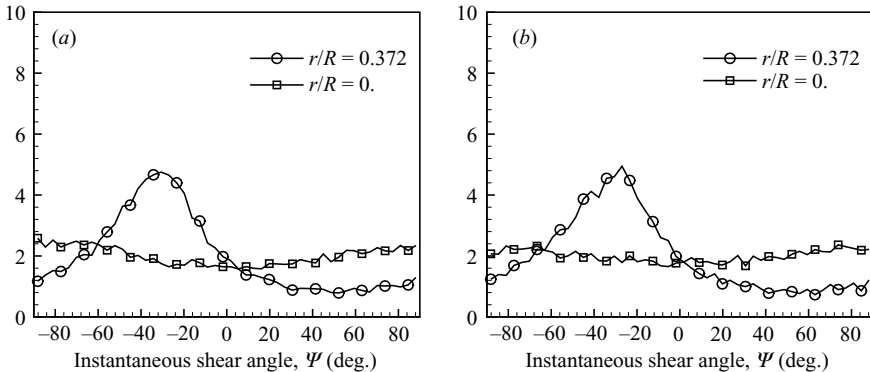 10
8
6
4
2
0
(a)
r/R = 0.372
r/R = 0.
−80 −60 −40 −20 0 20 40 60 80
Instantaneous shear angle, Ψ (deg.)
10
8
6
4
2
0
(b)
r/R = 0.372
r/R = 0.
−80 −60 −40 −20 0 20 40 60 80
Instantaneous shear angle, Ψ (deg.)